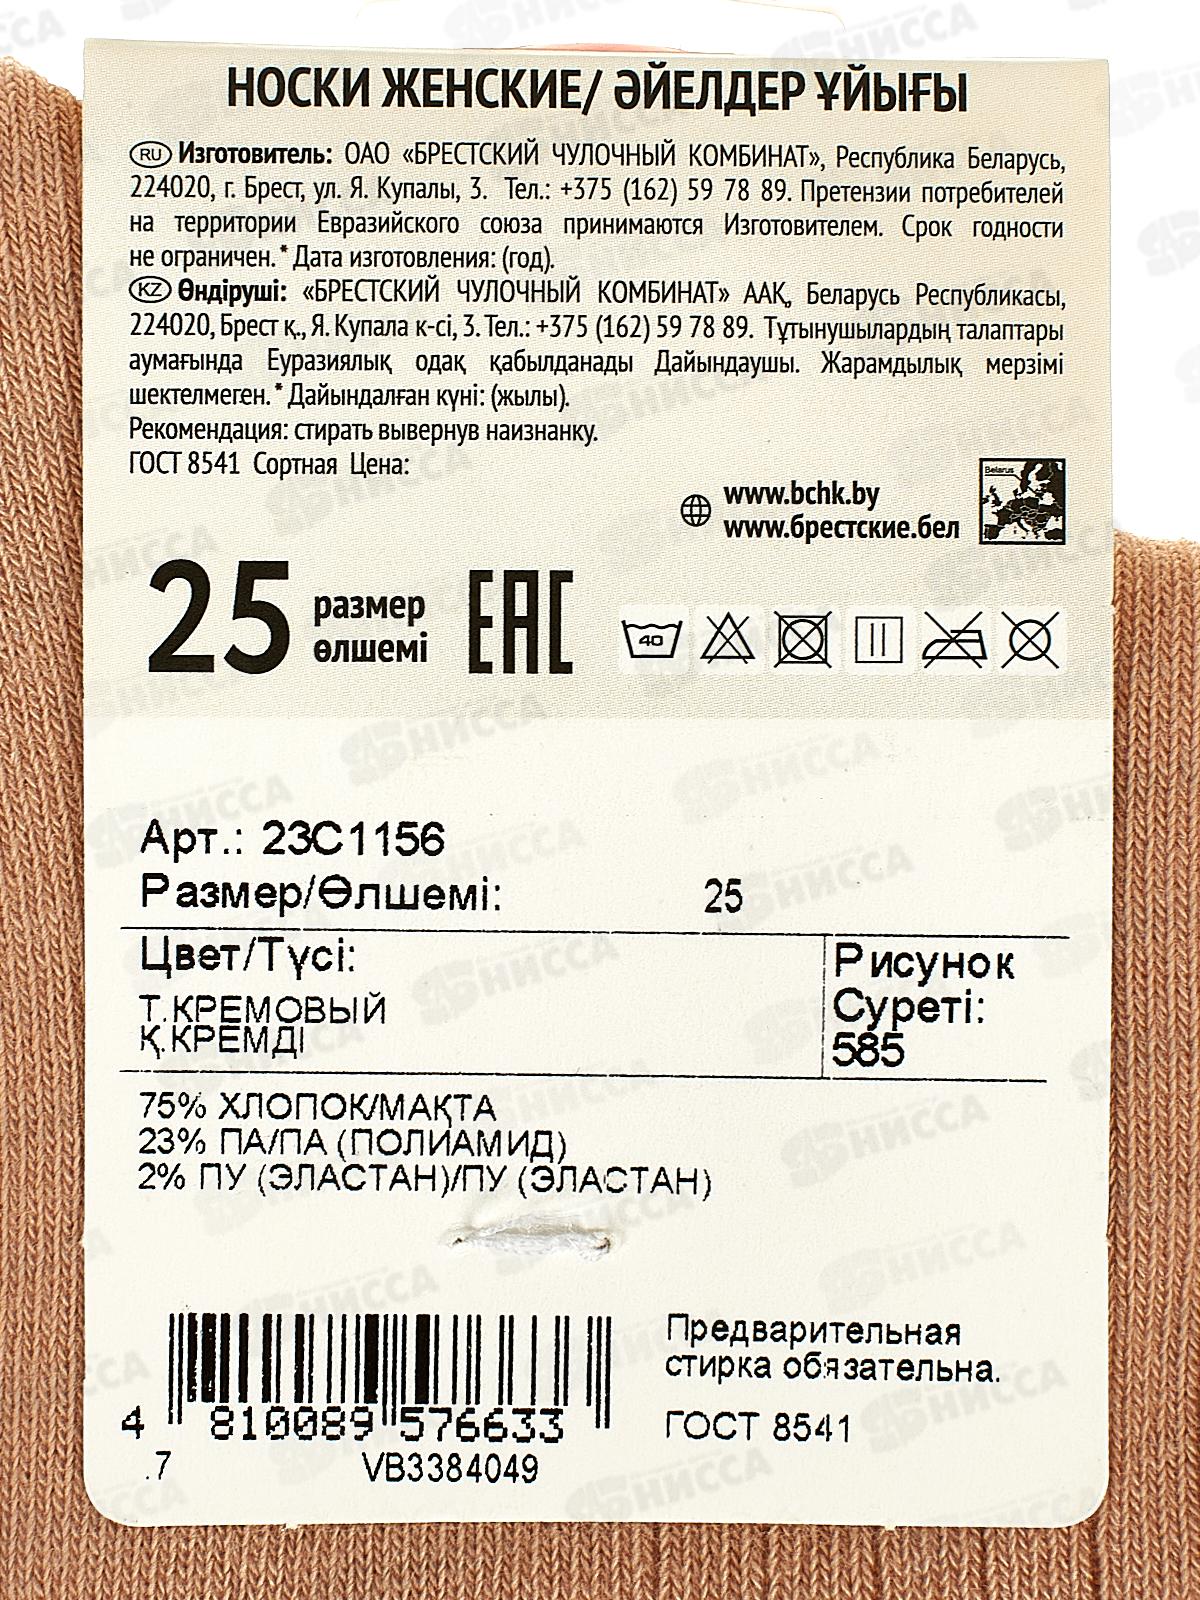 НОСКИ ЖЕНСКИЕ/ ӘЙЕЛДЕР ҰЙЫҒЫ
RU Изготовитель: ОАО «БРЕСТСКИЙ ЧУЛОЧНЫЙ КОМБИНАТ», Республика Беларусь,
224020, г. Брест, ул. Я. Купалы, 3. Тел.: +375 (162) 59 78 89. Претензии потребителей
на территории Евразийского союза принимаются Изготовителем. Срок годности
не ограничен. * Дата изготовления: (год).
KZ Өндіруші: «БРЕСТСКИЙ ЧУЛОЧНЫЙ КОМБИНАТ» ААҚ, Беларусь Республикасы,
224020, Брест қ., Я. Купала к-сі, 3. Тел.: +375 (162) 59 78 89. Тұтынушылардың талаптары
аумағында Еуразиялық одақ қабылданады Дайындаушы. Жарамдылық мерзімі
шектелмеген. * Дайындалған күні: (жылы).
Рекомендация: стирать вывернув наизнанку.
ГОСТ 8541 Сортная Цена:
Belarus
www.bchk.by
www.брестские.бел
25 размер
өлшемі
EAC
40
Арт.: 23С1156
Размер/Өлшемі: 25
Цвет/Түсі:
Т.КРЕМОВЫЙ
Қ.КРЕМДІ
Рисунок
Суреті:
585
75% ХЛОПОК/МАҚТА
23% ПА/ПА (ПОЛИАМИД)
2% ПУ (ЭЛАСТАН)/ПУ (ЭЛАСТАН)
Предварительная
стирка обязательна.
ГОСТ 8541
4 810089 576633
.7 VB3384049
НИССА